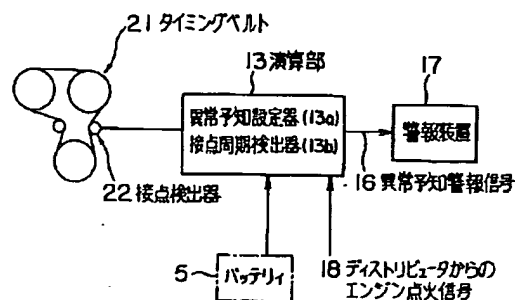 21 タイミングベルト
13 演算部
17
異常予知設定器(13a)
接点周期検出器(13b)
警報装置
22 接点検出器
16 異常予知警報信号
5
バッテリィ
18 ディストリビュータからの
エンジン点火信号